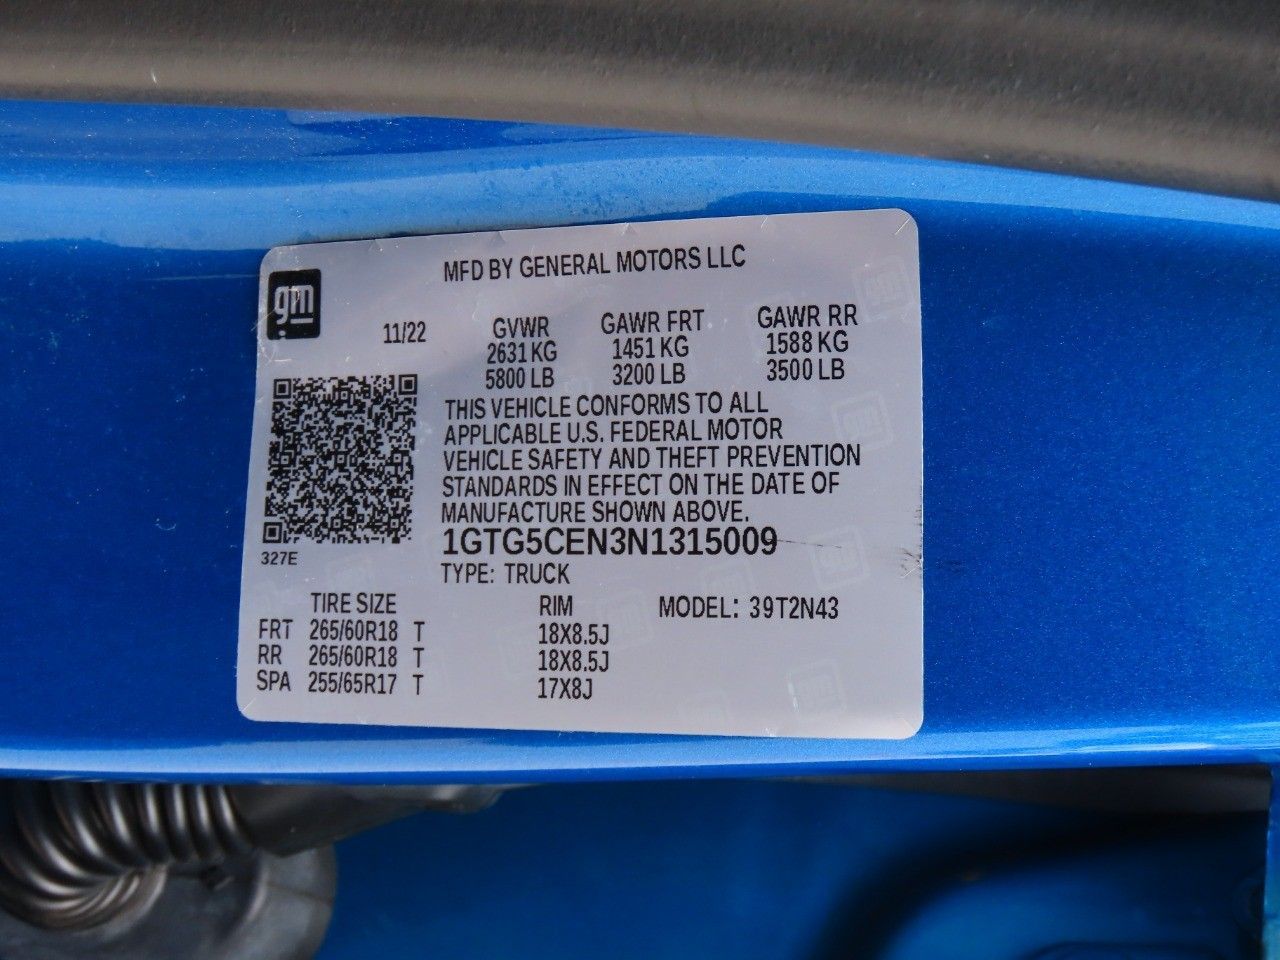 MFD BY GENERAL MOTORS LLC
gm
11/22
GVWR GAWR FRT GAWR RR
2631 KG 1451 KG 1588 KG
5800 LB 3200 LB 3500 LB
THIS VEHICLE CONFORMS TO ALL
APPLICABLE U.S. FEDERAL MOTOR
VEHICLE SAFETY AND THEFT PREVENTION
STANDARDS IN EFFECT ON THE DATE OF
MANUFACTURE SHOWN ABOVE.
327E
1GTG5CEN3N1315009
TYPE: TRUCK
TIRE SIZE RIM MODEL: 39T2N43
FRT 265/60R18 T 18X8.5J
RR 265/60R18 T 18X8.5J
SPA 255/65R17 T 17X8J